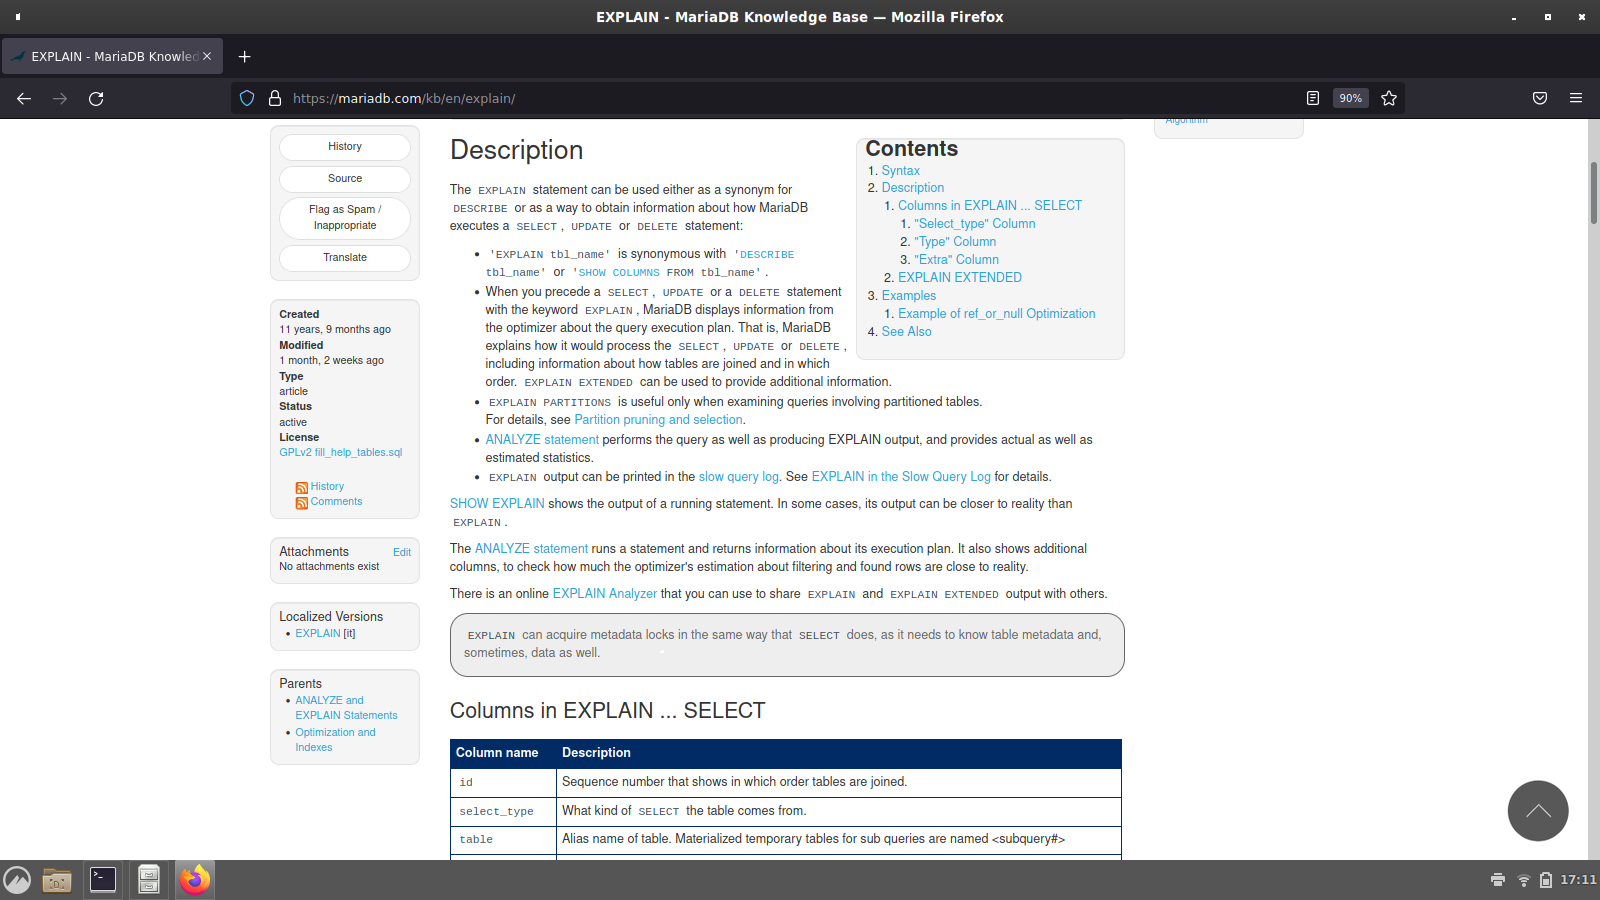 EXPLAIN - MariaDB Knowledge Base — Mozilla Firefox
EXPLAIN - MariaDB Knowled
https://mariadb.com/kb/en/explain/
90%
History
Source
Flag as Spam /
Inappropriate
Translate
Created
11 years, 9 months ago
Modified
1 month, 2 weeks ago
Type
article
Status
active
License
GPLv2 fill_help_tables.sql
History
Comments
Attachments Edit
No attachments exist
Localized Versions
EXPLAIN [it]
Parents
ANALYZE and
EXPLAIN Statements
Optimization and
Indexes
Description
The EXPLAIN statement can be used either as a synonym for
DESCRIBE or as a way to obtain information about how MariaDB
executes a SELECT, UPDATE or DELETE statement:
'EXPLAIN tbl_name' is synonymous with 'DESCRIBE
tbl_name' or 'SHOW COLUMNS FROM tbl_name'.
When you precede a SELECT, UPDATE or a DELETE statement
with the keyword EXPLAIN, MariaDB displays information from
the optimizer about the query execution plan. That is, MariaDB
explains how it would process the SELECT, UPDATE or DELETE,
including information about how tables are joined and in which
order. EXPLAIN EXTENDED can be used to provide additional information.
EXPLAIN PARTITIONS is useful only when examining queries involving partitioned tables.
For details, see Partition pruning and selection.
ANALYZE statement performs the query as well as producing EXPLAIN output, and provides actual as well as
estimated statistics.
EXPLAIN output can be printed in the slow query log. See EXPLAIN in the Slow Query Log for details.
SHOW EXPLAIN shows the output of a running statement. In some cases, its output can be closer to reality than
EXPLAIN.
The ANALYZE statement runs a statement and returns information about its execution plan. It also shows additional
columns, to check how much the optimizer's estimation about filtering and found rows are close to reality.
There is an online EXPLAIN Analyzer that you can use to share EXPLAIN and EXPLAIN EXTENDED output with others.
EXPLAIN can acquire metadata locks in the same way that SELECT does, as it needs to know table metadata and,
sometimes, data as well.
Columns in EXPLAIN ... SELECT
Column name Description
id Sequence number that shows in which order tables are joined.
select_type What kind of SELECT the table comes from.
table Alias name of table. Materialized temporary tables for sub queries are named <subquery#>
Contents
1. Syntax
2. Description
1. Columns in EXPLAIN ... SELECT
1. "Select_type" Column
2. "Type" Column
3. "Extra" Column
2. EXPLAIN EXTENDED
3. Examples
1. Example of ref_or_null Optimization
4. See Also
Algorithm
17:11